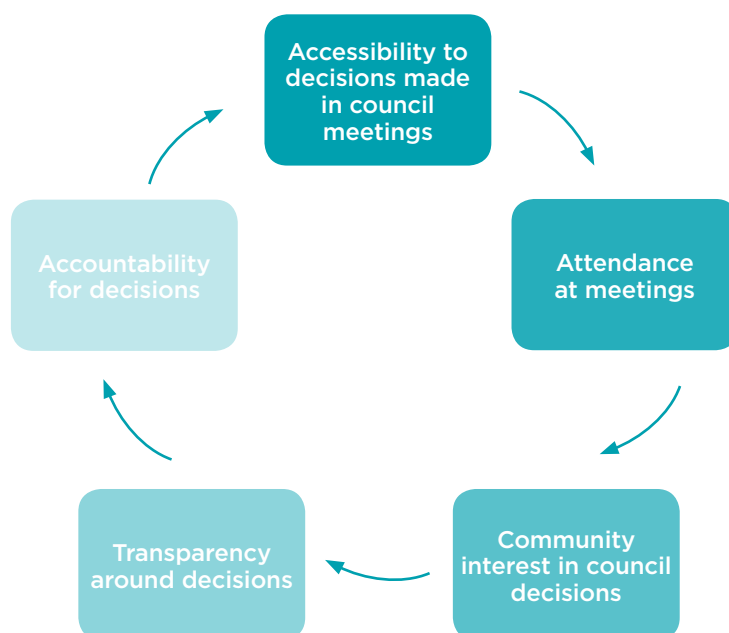 Accessibility to
decisions made
in council
meetings
Attendance
at meetings
Community
interest in council
decisions
Transparency
around decisions
Accountability
for decisions